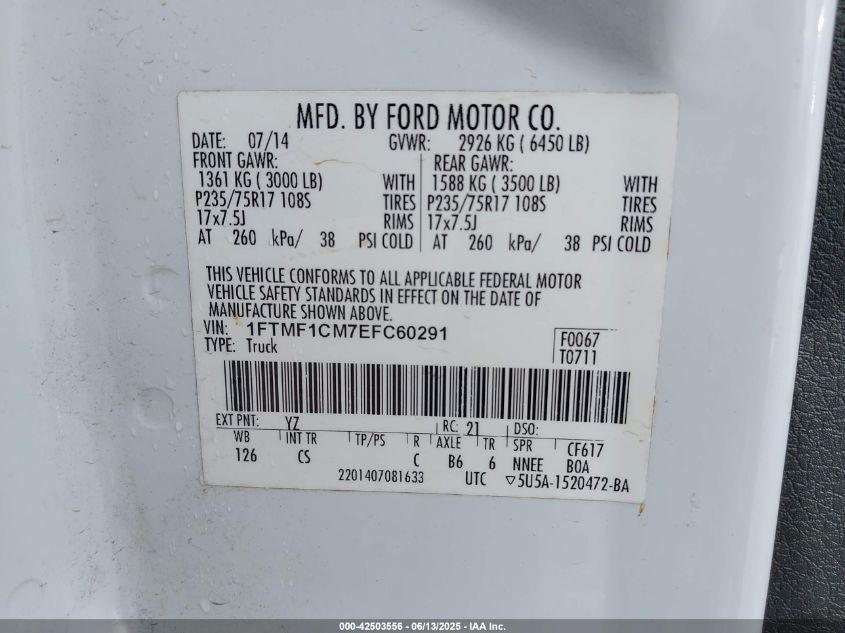 MFD. BY FORD MOTOR CO.
DATE: 07/14 GVWR: 2926 KG ( 6450 LB)
FRONT GAWR: REAR GAWR:
1361 KG ( 3000 LB) WITH 1588 KG ( 3500 LB) WITH
P235/75R17 108S TIRES P235/75R17 108S TIRES
17x7.5J RIMS 17x7.5J RIMS
AT 260 kPa/ 38 PSI COLD AT 260 kPa/ 38 PSI COLD
THIS VEHICLE CONFORMS TO ALL APPLICABLE FEDERAL MOTOR
VEHICLE SAFETY STANDARDS IN EFFECT ON THE DATE OF
MANUFACTURE SHOWN ABOVE.
VIN: 1FTMF1CM7EFC60291 F0067
TYPE: Truck T0711
EXT PNT: YZ RC: 21 DSO:
WB INT TR TP/PS R AXLE TR SPR CF617
126 CS C B6 6 NNEE BOA
2201407081633 UTC ▽5U5A-1520472-BA
000-42503556 - 06/13/2025 - IAA Inc.